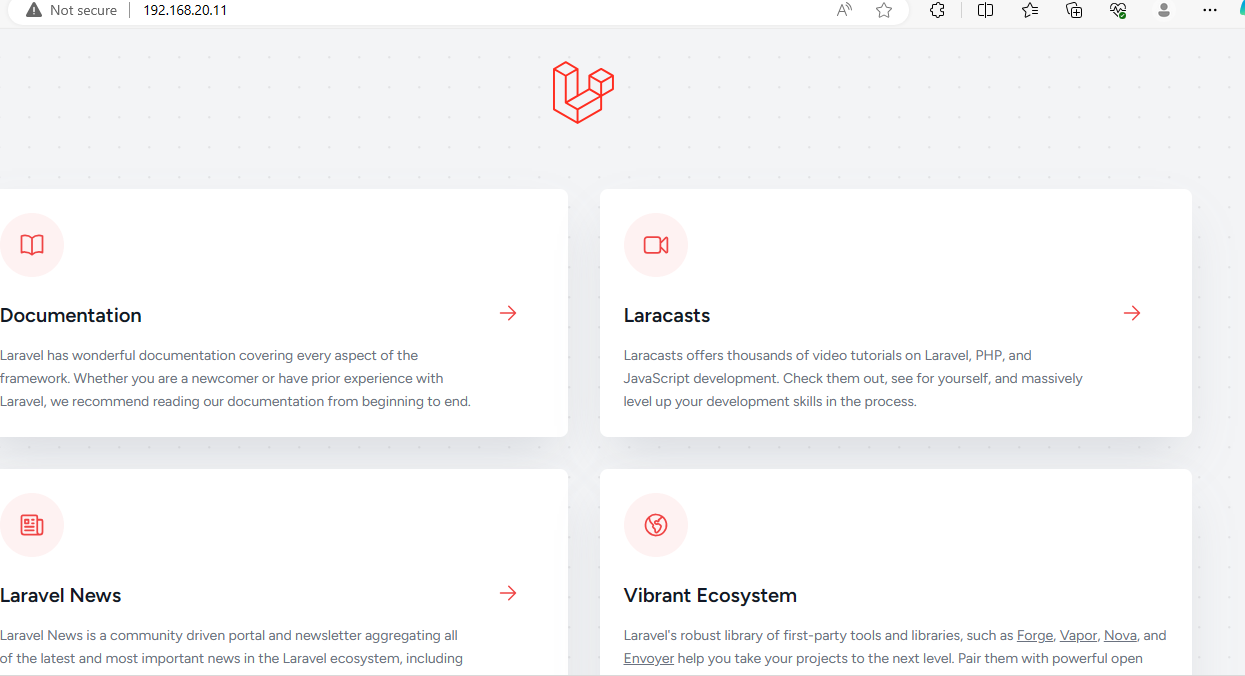 Not secure
192.168.20.11
Documentation
Laravel has wonderful documentation covering every aspect of the
framework. Whether you are a newcomer or have prior experience with
Laravel, we recommend reading our documentation from beginning to end.
Laracasts
Laracasts offers thousands of video tutorials on Laravel, PHP, and
JavaScript development. Check them out, see for yourself, and massively
level up your development skills in the process.
Laravel News
Laravel News is a community driven portal and newsletter aggregating all
of the latest and most important news in the Laravel ecosystem, including
Vibrant Ecosystem
Laravel's robust library of first-party tools and libraries, such as Forge, Vapor, Nova, and
Envoyer help you take your projects to the next level. Pair them with powerful open